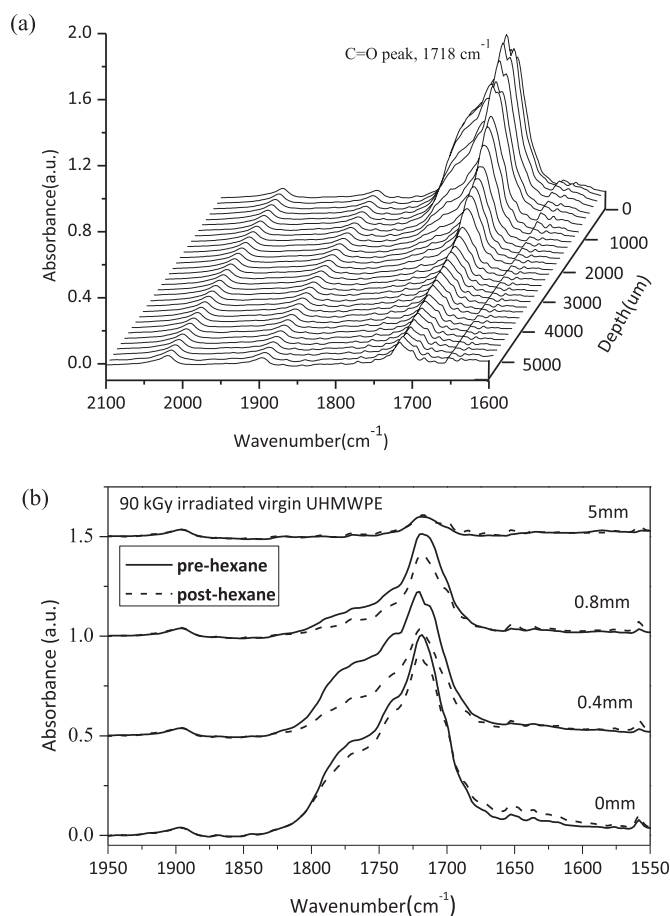 (a)
C=O peak, 1718 cm-1
2.0
1.6
1.2
0.8
0.4
0.0
Absorbance(a.u.)
0
1000
2000
3000
4000
5000
Depth(um)
2100 2000 1900 1800 1700 1600
Wavenumber(cm-1)
(b)
90 kGy irradiated virgin UHMWPE
5mm
pre-hexane
post-hexane
0.8mm
0.4mm
0mm
1.5
1.0
0.5
0.0
Absorbance (a.u.)
1950 1900 1850 1800 1750 1700 1650 1600 1550
Wavenumber(cm-1)